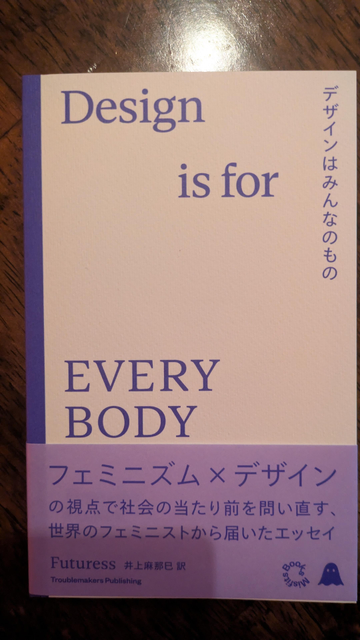 Design
is for
デザインはみんなのもの
EVERY
BODY
フェミニズム×デザイン
の視点で社会の当たり前を問い直す、
世界のフェミニストから届いたエッセイ
Futuress 井上麻那巳 訳
Troublemakers Publishing
Misfits Books